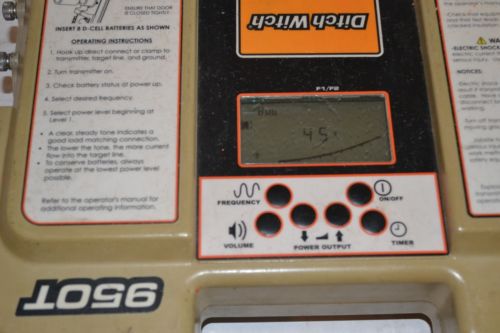 ENSURE THAT DOOR
IS CLOSED TIGHTLY
INSERT 8 D-CELL BATTERIES AS SHOWN
OPERATING INSTRUCTIONS
1. Hook up direct connect or clamp to
transmitter, target line, and ground.
2. Turn transmitter on.
3. Check battery status at power up.
4. Select desired frequency.
5. Select power level beginning at
Level 1.
• A clear, steady tone indicates a
good load matching connection.
• The lower the tone, the more current
flow into the target line.
• To conserve batteries, always
operate at the lowest power level
possible.
Refer to the operator's manual for
additional operating information.
950T
Ditch Witch
F1/F2
FREQUENCY
ON/OFF
VOLUME
POWER OUTPUT
TIMER
ELECTRIC SHOCK
NOTICES: